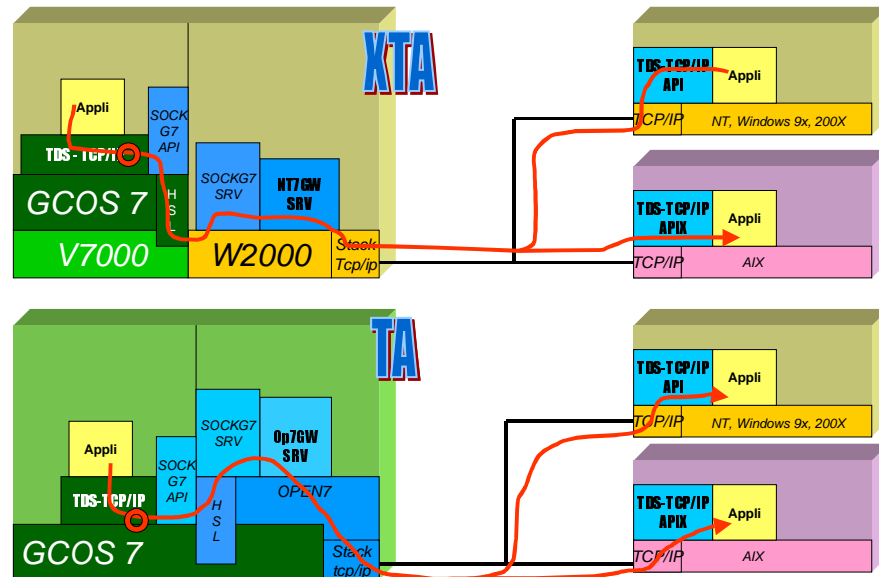 XTA
Appli
SOCK
G7
API
TDS - TCP/IP
GCOS 7
H
S
L
V7000
SOCKG7
SRV
NT7GW
SRV
W2000
Stack
Tcp/ip
TDS-TCP/IP
API
Appli
TCP/IP
NT, Windows 9x, 200X
TDS-TCP/IP
APIX
Appli
TCP/IP
AIX
TA
Appli
SOCK
G7
API
TDS-TCP/IP
GCOS 7
SOCKG7
SRV
Op7GW
SRV
H
S
L
OPEN7
Stack
tcp/ip
TDS-TCP/IP
API
Appli
TCP/IP
NT, Windows 9x, 200X
TDS-TCP/IP
APIX
Appli
TCP/IP
AIX